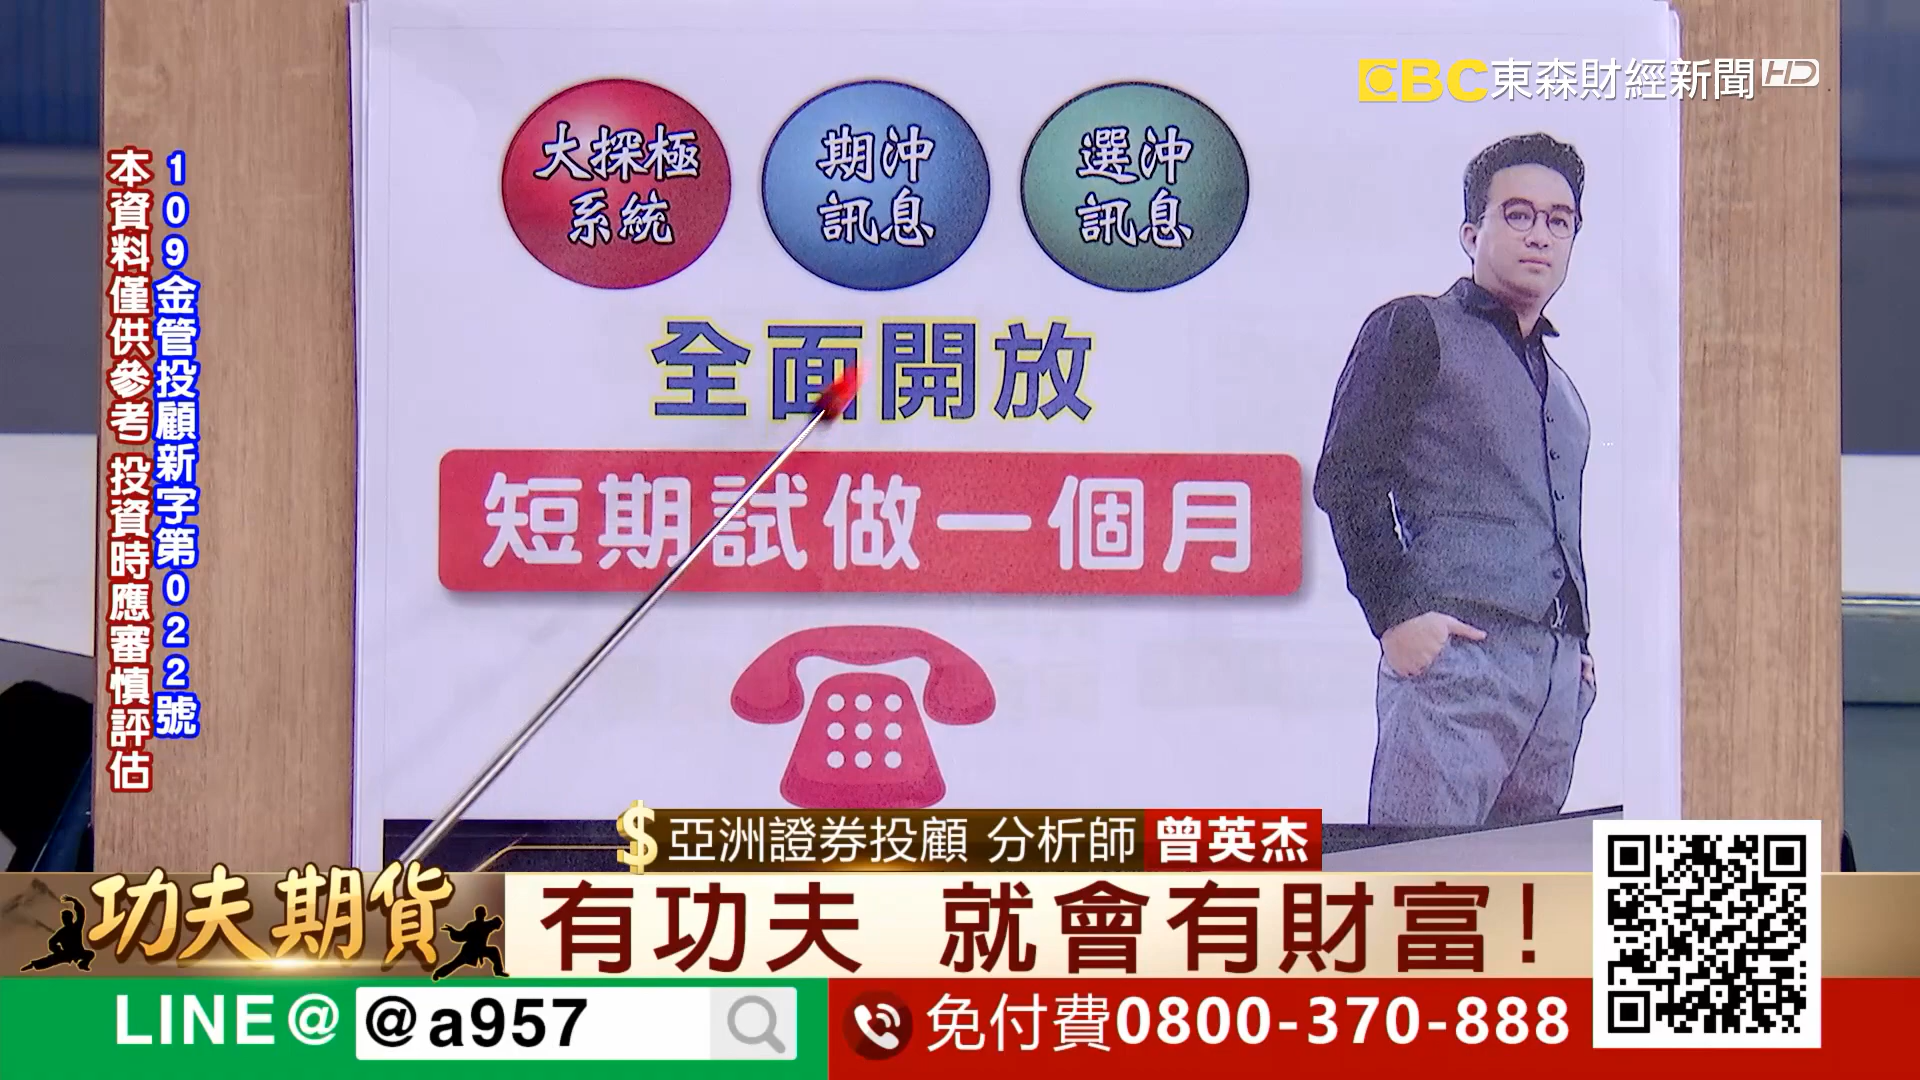 EBC東森財經新聞HD
109金管投顧新字第022號
本資料僅供參考 投資時應審慎評估
大探極
系統
期沖
訊息
選沖
訊息
全面開放
短期試做一個月
$亞洲證券投顧 分析師 曾英杰
功夫期貨
有功夫 就會有財富!
LINE@ @a957
免付費0800-370-888